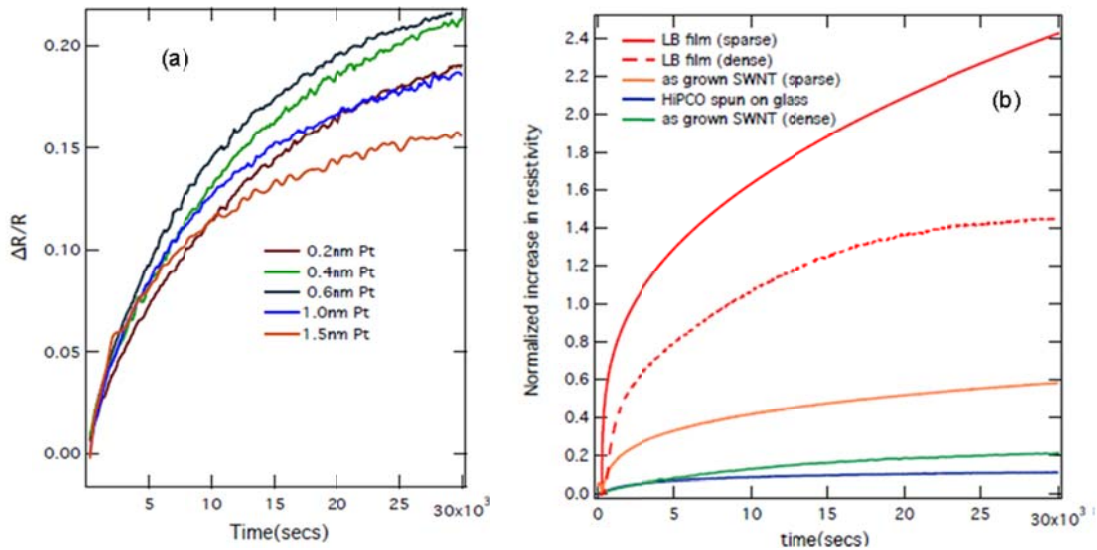 (a)
0.20
0.15
0.10
0.05
0.00
ΔR/R
0.2nm Pt
0.4nm Pt
0.6nm Pt
1.0nm Pt
1.5nm Pt
5 10 15 20 25 30x10³
Time(secs)
(b)
2.4
2.2
2.0
1.8
1.6
1.4
1.2
1.0
0.8
0.6
0.4
0.2
0.0
Normalized increase in resistivity
LB film (sparse)
LB film (dense)
as grown SWNT (sparse)
HiPCO spun on glass
as grown SWNT (dense)
0 5 10 15 20 25 30x10³
time(secs)